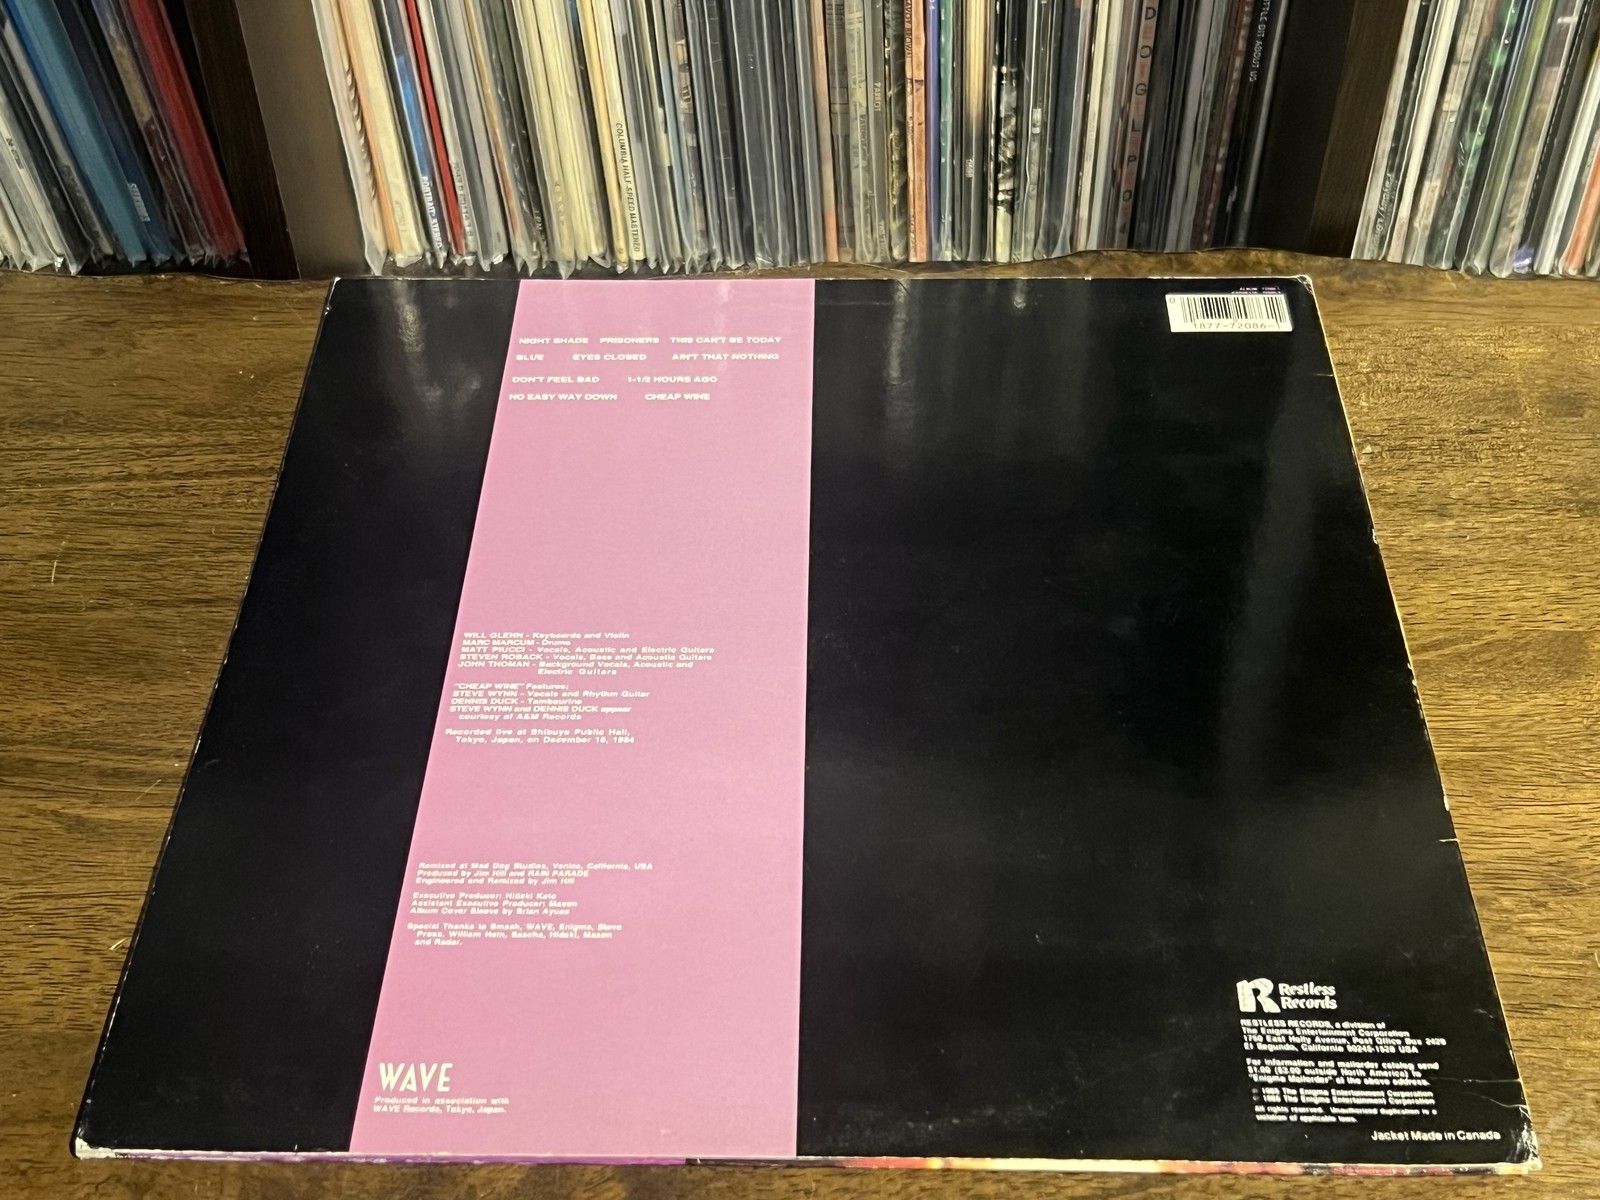 COLUMBIA HALF-SPEED MASTERED
NIGHT SHADE PRISONERS THIS CAN'T BE TODAY
BLUE EYES CLOSED AIN'T THAT NOTHING
DON'T FEEL BAD 1-1/2 HOURS AGO
NO EASY WAY DOWN CHEAP WINE
WILL GLENN - Keyboards and Violin
MARC MARCUM - Drums
MATT PIUCCI - Vocals, Acoustic and Electric Guitars
STEVEN ROBACK - Vocals, Bass and Acoustic Guitars
JOHN THOMAN - Background Vocals, Acoustic and
Electric Guitars
"CHEAP WINE" Features:
STEVE WYNN - Vocals and Rhythm Guitar
DENNIS DUCK - Tambourine
STEVE WYNN and DENNIS DUCK appear
courtesy of A&M Records
Recorded live at Shibuya Public Hall,
Tokyo, Japan, on December , 1984
Remixed at Mad Dog Studios, Venice, California, USA
Produced by Jim Hill and RAIN PARADE
Engineered and Remixed by Jim Hill
Executive Producer: Hideki Kato
Assistant Executive Producer: Masen
Album Cover Sleeve by Brian Ayuso
Special Thanks to Smash, WAVE, Enigma, Steve
Pross, William Hein, Sascha, Hideki, Masen
and Radar.
WAVE
Produced in association with
WAVE Records, Tokyo, Japan.
Restless
Records
RESTLESS RECORDS, a division of
The Enigma Entertainment Corporation
1750 East Holly Avenue, Post Office Box 2428
El Segundo, California 90245-1528 USA
For information and mailorder catalog send
$1.00 ($3.00 outside North America) to
"Enigma Mailorder" at the above address.
The Enigma Entertainment Corporation
The Enigma Entertainment Corporation
All rights reserved. Unauthorized duplication is a
violation of applicable laws.
Jacket Made in Canada